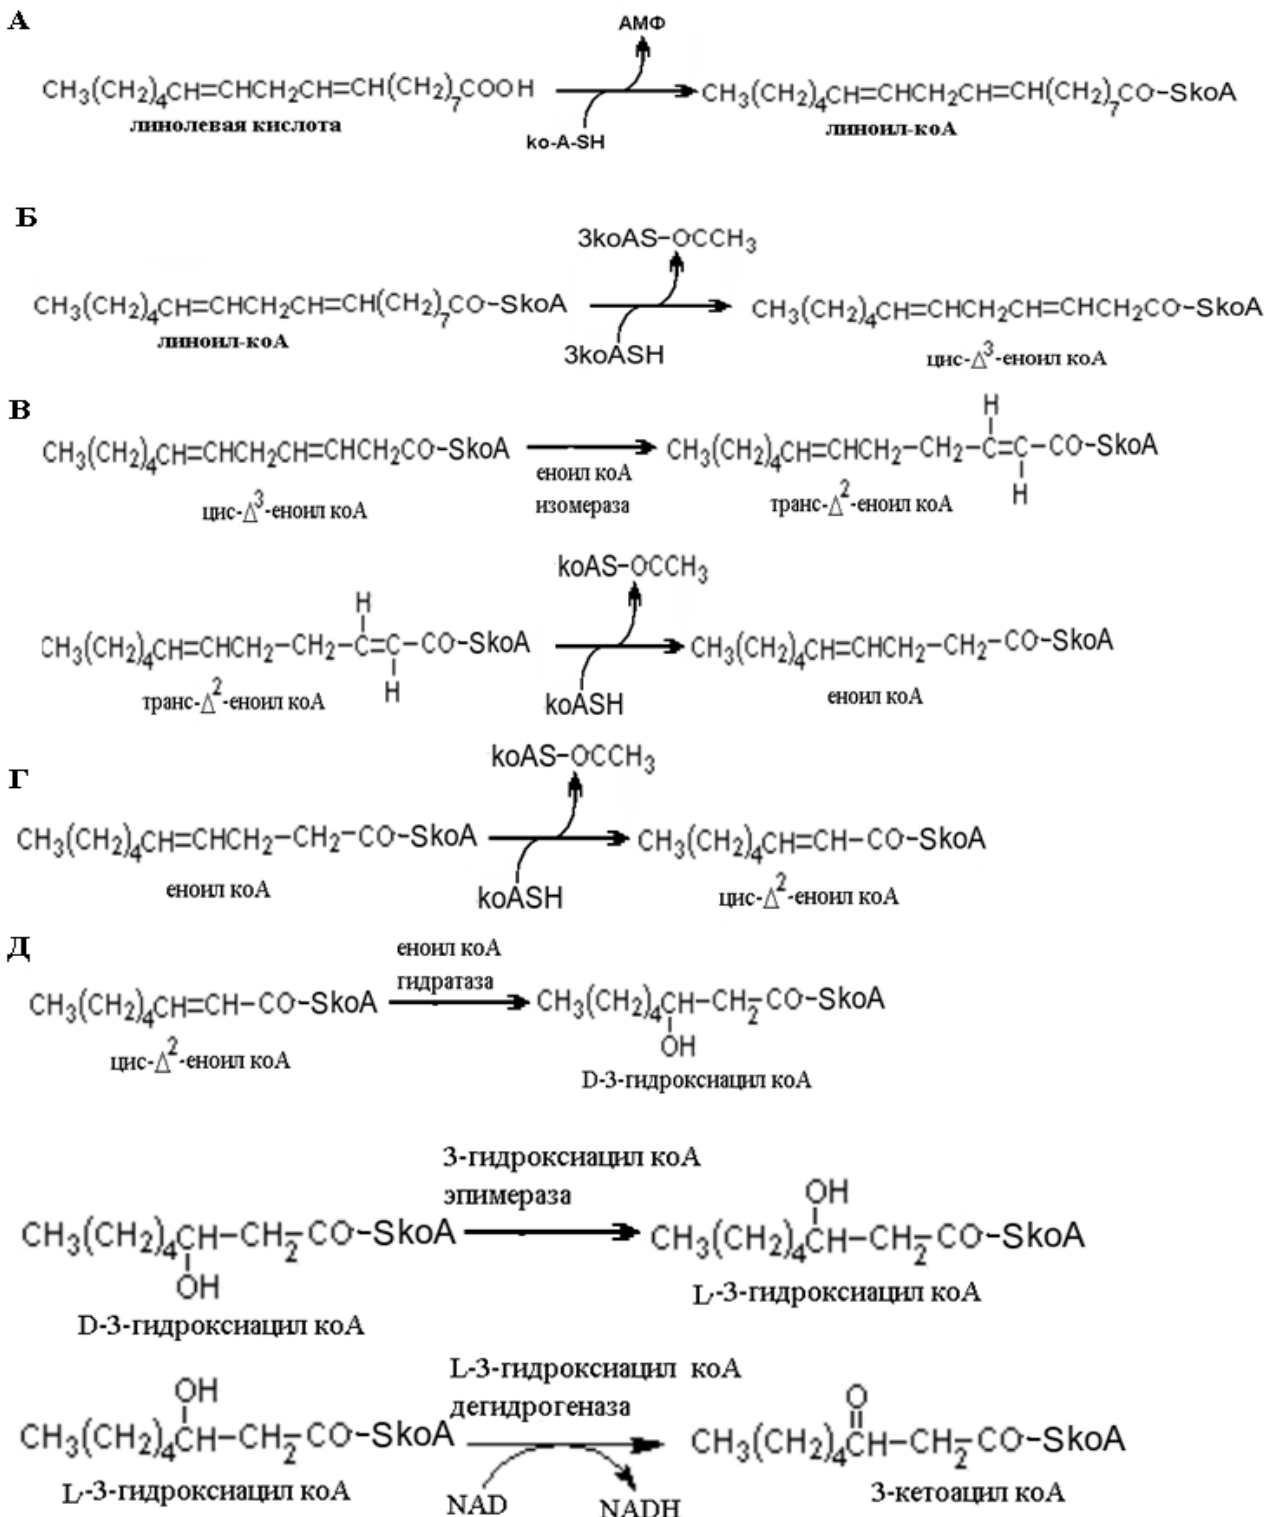 А
АМФ
CH3(CH2)4CH=CHCH2CH=CH(CH2)7COOH
CH3(CH2)4CH=CHCH2CH=CH(CH2)7CO-SkoA
линолевая кислота
ko-A-SH
линоил-коА
Б
3koAS-OCCH3
CH3(CH2)4CH=CHCH2CH=CH(CH2)7CO-SkoA
CH3(CH2)4CH=CHCH2CH=CHCH2CO-SkoA
линоил-коА
3koASH
цис-Δ3-еноил коА
В
H
CH3(CH2)4CH=CHCH2CH=CHCH2CO-SkoA
CH3(CH2)4CH=CHCH2-CH2-C=C-CO-SkoA
еноил коА
изомераза
H
цис-Δ3-еноил коА
транс-Δ2-еноил коА
koAS-OCCH3
H
CH3(CH2)4CH=CHCH2-CH2-C=C-CO-SkoA
CH3(CH2)4CH=CHCH2-CH2-CO-SkoA
H
транс-Δ2-еноил коА
koASH
еноил коА
koAS-OCCH3
Г
CH3(CH2)4CH=CHCH2-CH2-CO-SkoA
CH3(CH2)4CH=CH-CO-SkoA
еноил коА
koASH
цис-Δ2-еноил коА
Д
еноил коА
гидратаза
CH3(CH2)4CH=CH-CO-SkoA
CH3(CH2)4CH-CH2-CO-SkoA
OH
цис-Δ2-еноил коА
D-3-гидроксиацил коА
3-гидроксиацил коА
эпимераза
OH
CH3(CH2)4CH-CH2-CO-SkoA
CH3(CH2)4CH-CH2-CO-SkoA
OH
D-3-гидроксиацил коА
L-3-гидроксиацил коА
L-3-гидроксиацил коА
дегидрогеназа
OH
O
CH3(CH2)4CH-CH2-CO-SkoA
CH3(CH2)4CH-CH2-CO-SkoA
L-3-гидроксиацил коА
NAD
NADH
3-кетоацил коА